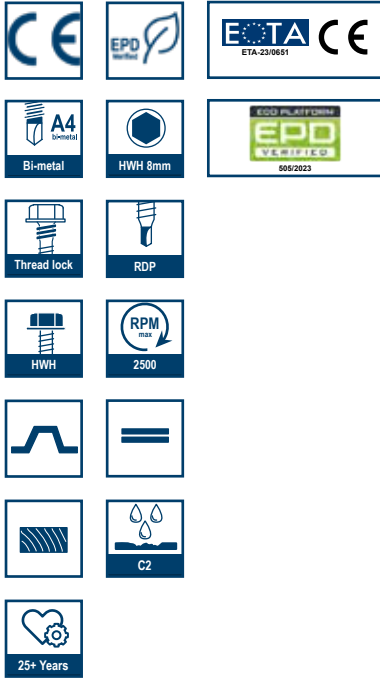 CE
EPD
Verified
EOTA CE
ETA-23/0651
A4
bi-metal
Bi-metal
HWH 8mm
ECO PLATFORM
EPD
VERIFIED
505/2023
Thread lock
RDP
HWH
RPM
max
2500
C2
25+ Years